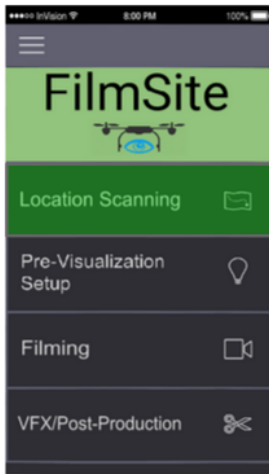 InVision 8:00 PM 100%
FilmSite
Location Scanning
Pre-Visualization
Setup
Filming
VFX/Post-Production